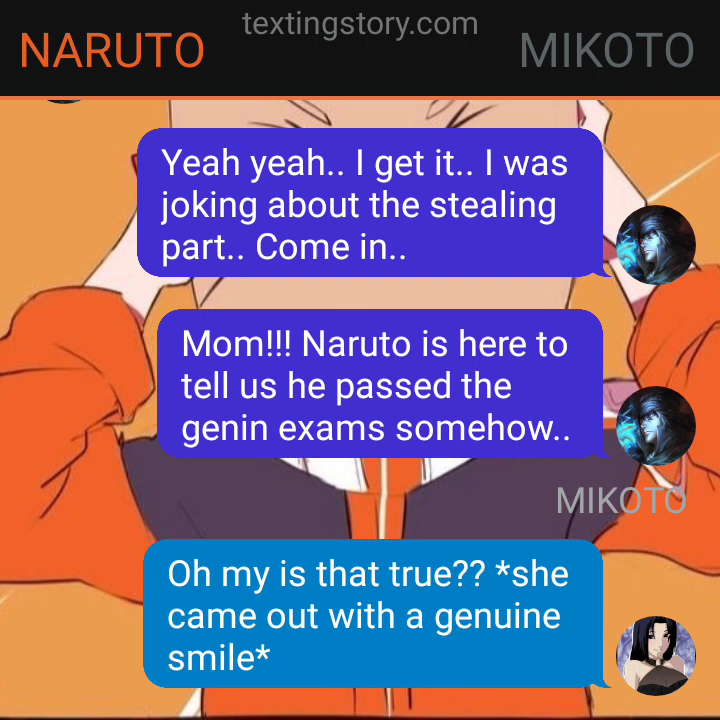 textingstory.com
NARUTO
MIKOTO
Yeah yeah.. I get it.. I was
joking about the stealing
part.. Come in..
Mom!!! Naruto is here to
tell us he passed the
genin exams somehow..
MIKOTO
Oh my is that true?? *she
came out with a genuine
smile*